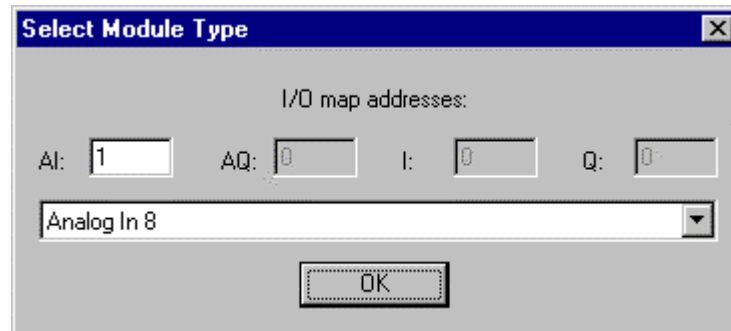 Select Module Type
I/O map addresses:
AI: 1 AQ: 0 I: 0 Q: 0
Analog In 8
OK